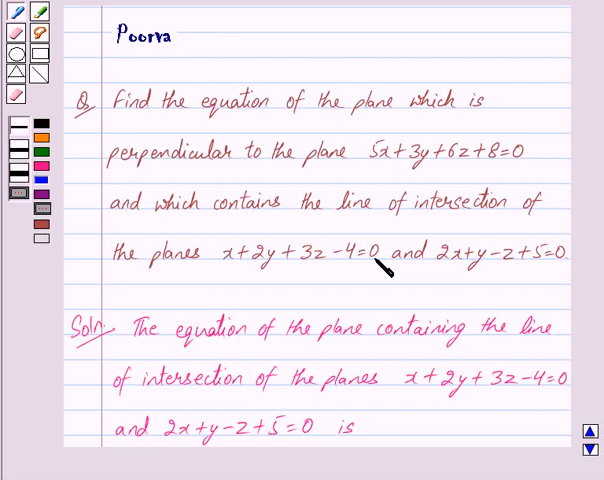 Poorva
Q Find the equation of the plane which is
perpendicular to the plane 5x+3y+6z+8=0
and which contains the line of intersection of
the planes x+2y+3z-4=0 and 2x+y-z+5=0.
Soln. The equation of the plane containing the line
of intersection of the planes x+2y+3z-4=0
and 2x+y-z+5=0 is